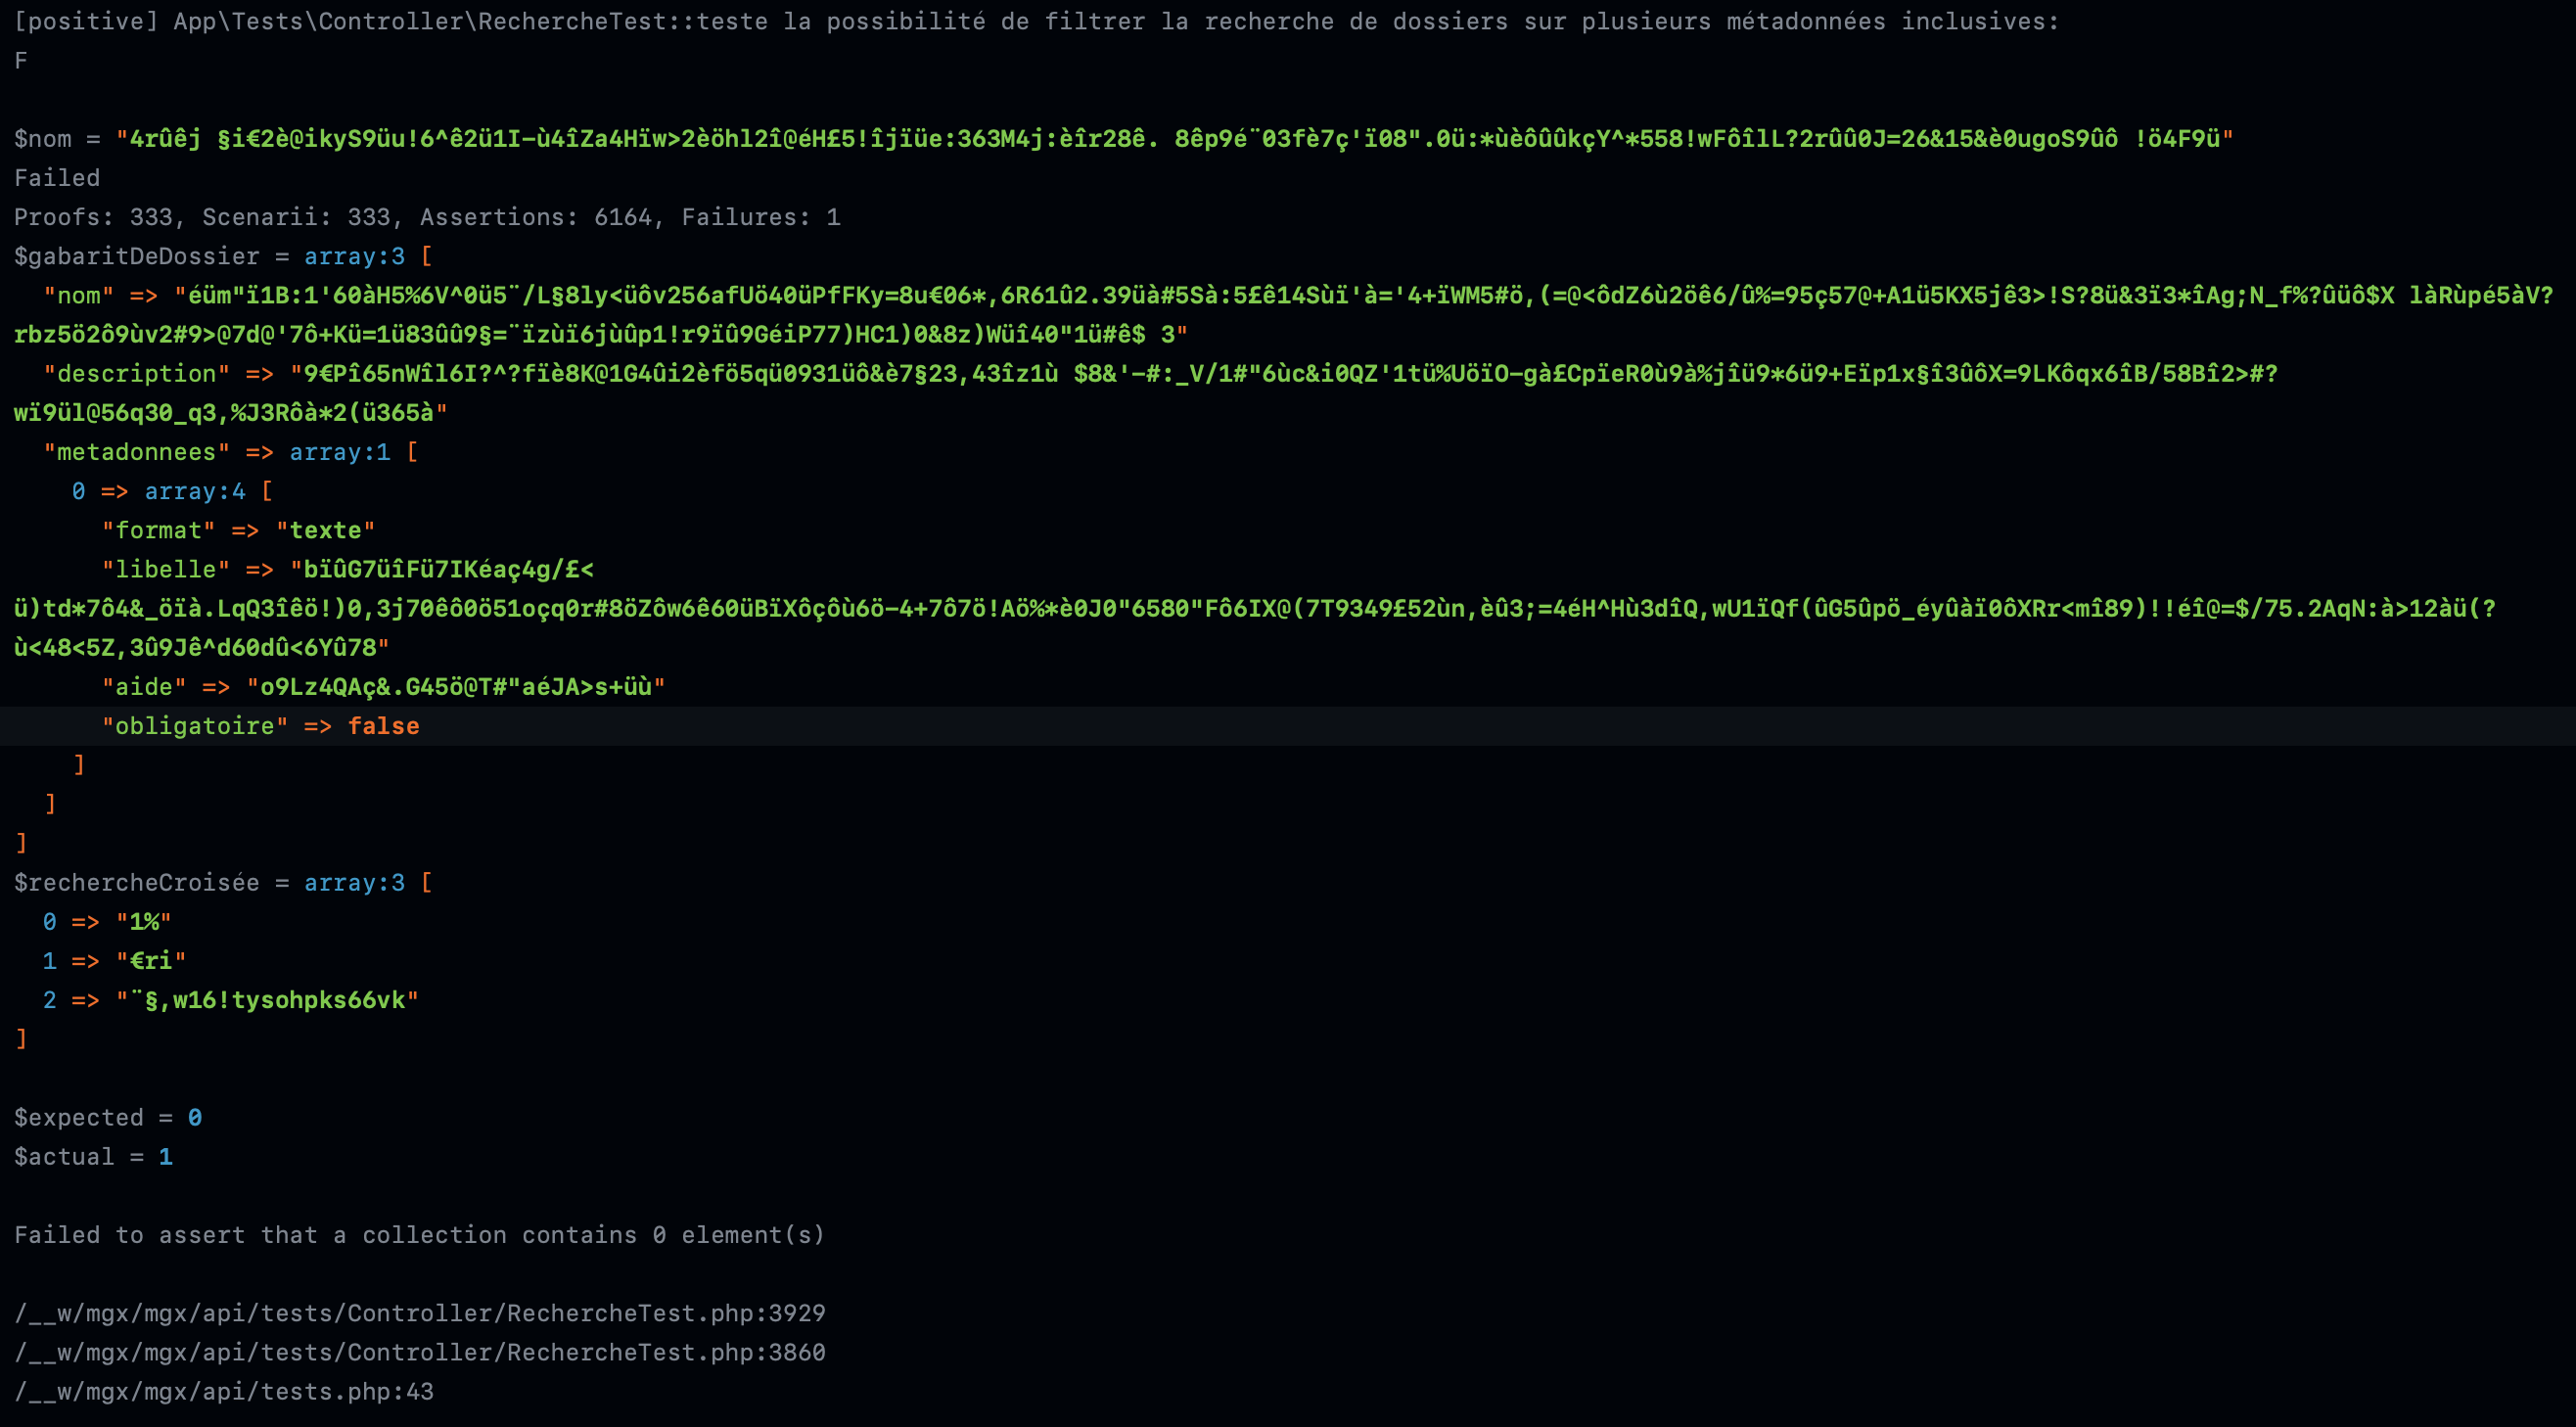 [positive] App\Tests\Controller\RechercheTest::teste la possibilité de filtrer la recherche de dossiers sur plusieurs métadonnées inclusives:
F
$nom = "4rûêj §i€2è@ikyS9üu!6^ê2ü1I-ù4îZa4Hïw>2èöhl2î@éH£5!îjïüe:363M4j:èîr28ê. 8êp9é¨03fè7ç'ï08".0ü:*ùèôûûkçY^*558!wFôîlL?2rûû0J=26&15&è0ugoS9ûô !ö4F9ü"
Failed
Proofs: 333, Scenarii: 333, Assertions: 6164, Failures: 1
$gabaritDeDossier = array:3 [
  "nom" => "éüm"ï1B:1'60àH5%6V^0ü5¨/L§8ly<üôv256afUö40üPfFKy=8u€06*,6R61û2.39üà#5Sà:5£ê14Sùï'à='4+ïWM5#ö,(=@<ôdZ6ù2öê6/û%=95ç57@+A1ü5KX5jê3>!S?8ü&3ï3*îAg;N_f%?ûüô$X làRùpé5àV?
rbz5ö2ô9ùv2#9>@7d@'7ô+Kü=1ü83ûû9§=¨ïzùï6jùûp1!r9ïû9GéiP77)HC1)0&8z)Wüî40"1ü#ê$ 3"
  "description" => "9€Pî65nWîl6I?^?fïè8K@1G4ûi2èfö5qü0931üô&è7§23,43îz1ù $8&'-#:_V/1#"6ùc&i0QZ'1tü%UöïO-gà£CpïeR0ù9à%jîü9*6ü9+Eïp1x§î3ûôX=9LKôqx6îB/58Bî2>#?
wï9ül@56q30_q3,%J3Rôà*2(ü365à"
  "metadonnees" => array:1 [
    0 => array:4 [
      "format" => "texte"
      "libelle" => "bïûG7üîFü7IKéaç4g/£<
ü)td*7ô4&_öïà.LqQ3îêö!)0,3j70êô0ö51oçq0r#8öZôw6ê60üBïXôçôù6ö-4+7ô7ö!Aö%*è0J0"6580"Fô6IX@(7T9349£52ùn,èû3;=4éH^Hù3dîQ,wU1ïQf(ûG5ûpö_éyûàï0ôXRr<mî89)!!éî@=$/75.2AqN:à>12àü(?
ù<48<5Z,3û9Jê^d60dû<6Yû78"
      "aide" => "o9Lz4QAç&.G45ö@T#"aéJA>s+üù"
      "obligatoire" => false
    ]
  ]
]
$rechercheCroisée = array:3 [
  0 => "1%"
  1 => "€ri"
  2 => "¨§,w16!tysohpks66vk"
]
$expected = 0
$actual = 1
Failed to assert that a collection contains 0 element(s)
/__w/mgx/mgx/api/tests/Controller/RechercheTest.php:3929
/__w/mgx/mgx/api/tests/Controller/RechercheTest.php:3860
/__w/mgx/mgx/api/tests.php:43